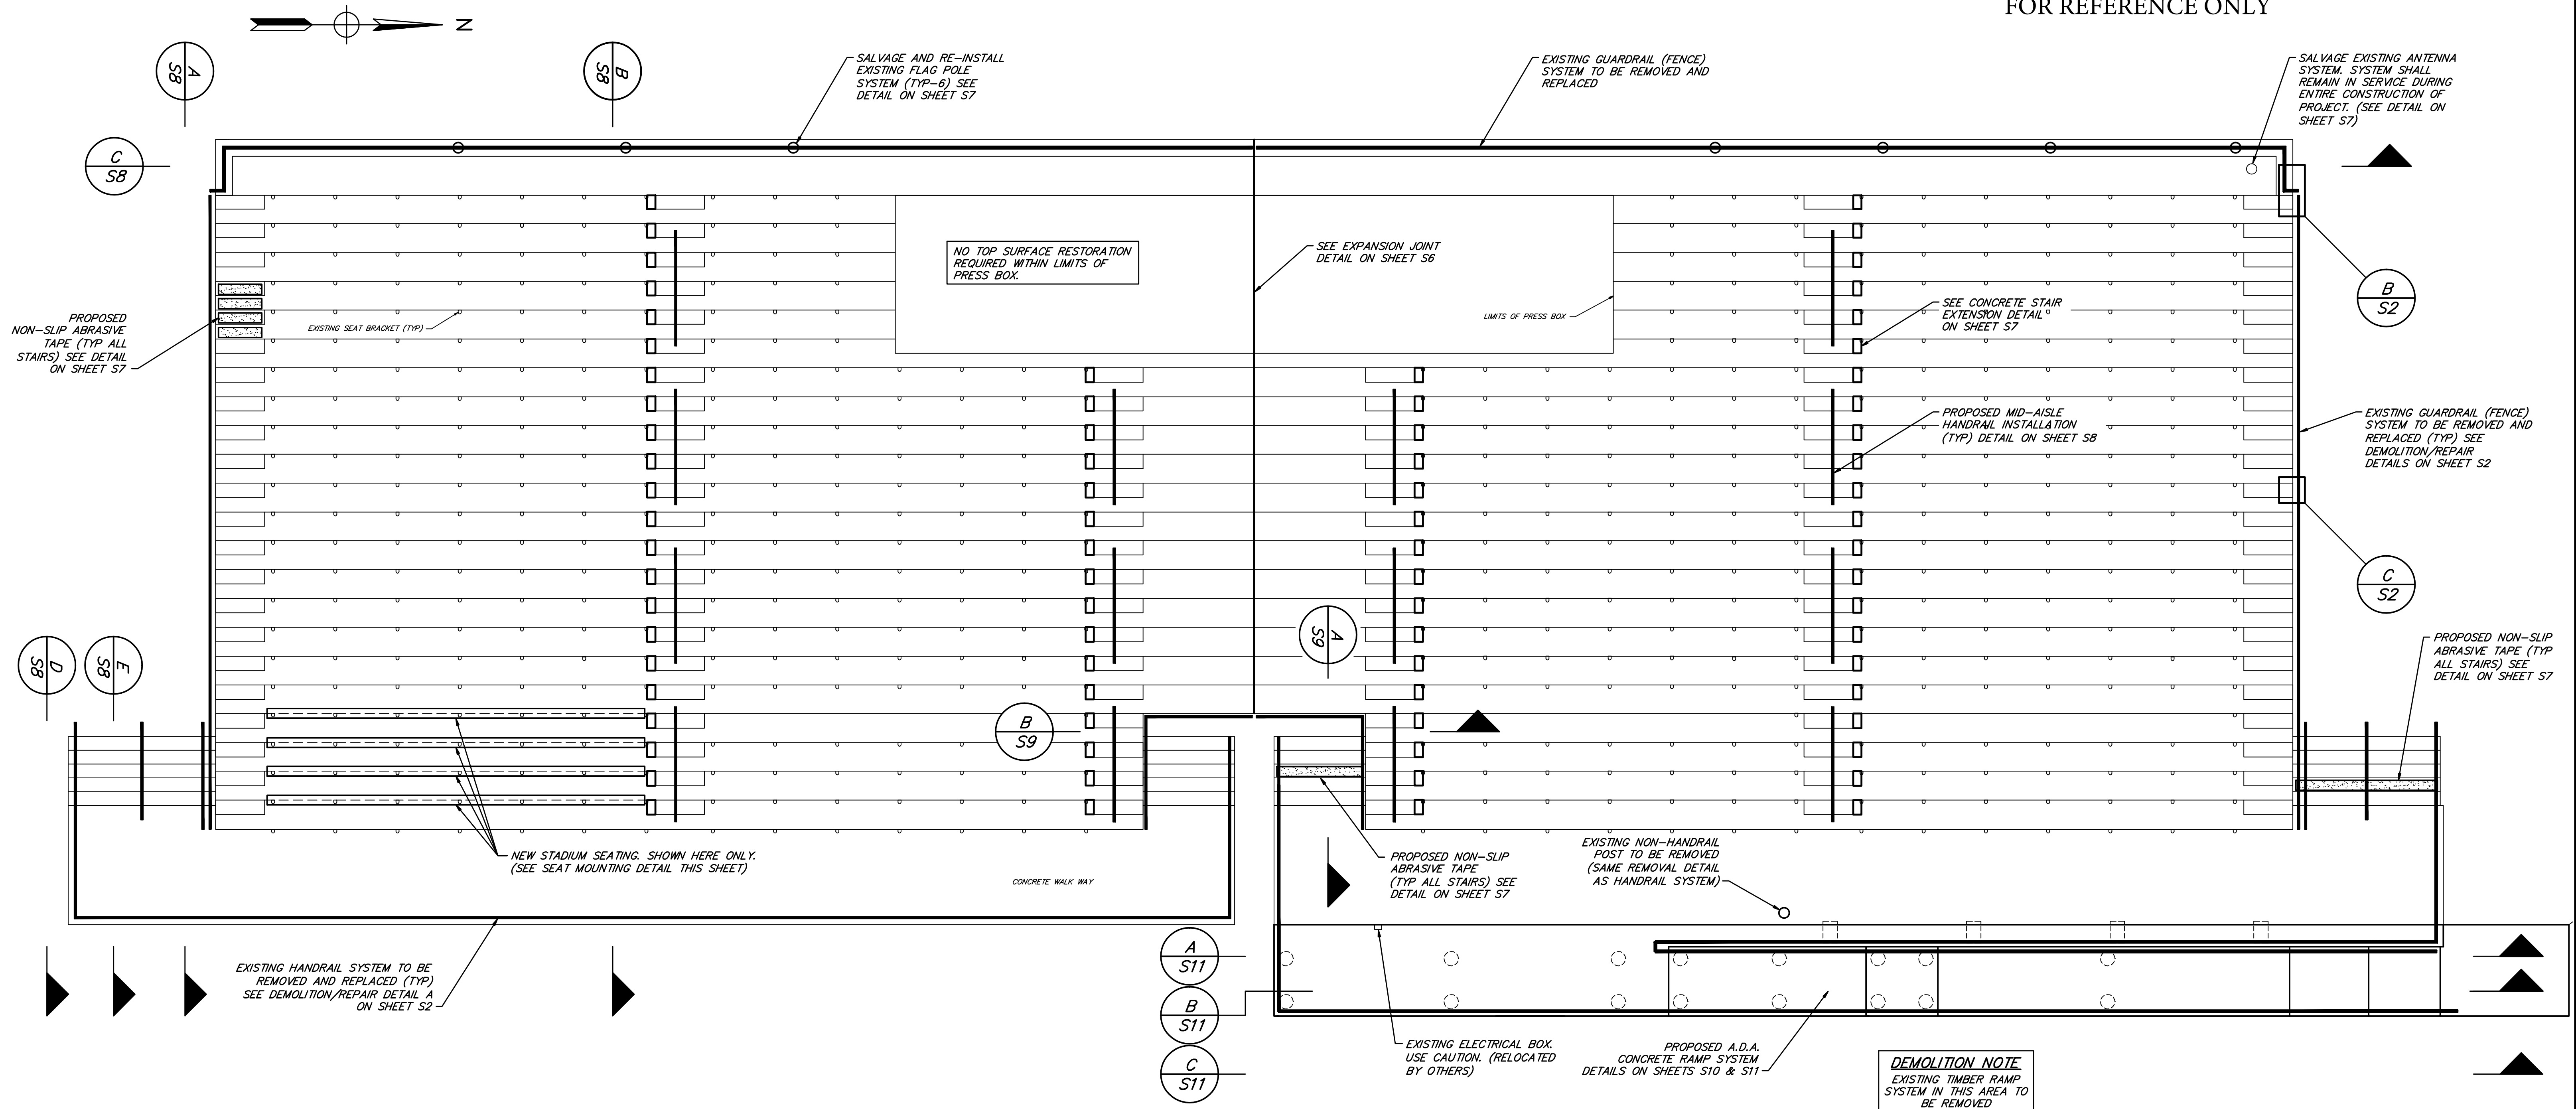 FOR REFERENCE ONLY
N
A
S8
B
S8
SALVAGE AND RE-INSTALL
EXISTING FLAG POLE
SYSTEM (TYP-6) SEE
DETAIL ON SHEET S7
EXISTING GUARDRAIL (FENCE)
SYSTEM TO BE REMOVED AND
REPLACED
SALVAGE EXISTING ANTENNA
SYSTEM. SYSTEM SHALL
REMAIN IN SERVICE DURING
ENTIRE CONSTRUCTION OF
PROJECT. (SEE DETAIL ON
SHEET S7)
C
S8
NO TOP SURFACE RESTORATION
REQUIRED WITHIN LIMITS OF
PRESS BOX.
SEE EXPANSION JOINT
DETAIL ON SHEET S6
LIMITS OF PRESS BOX
SEE CONCRETE STAIR
EXTENSION DETAIL
ON SHEET S7
B
S2
PROPOSED
NON-SLIP ABRASIVE
TAPE (TYP ALL
STAIRS) SEE DETAIL
ON SHEET S7
EXISTING SEAT BRACKET (TYP)
PROPOSED MID-AISLE
HANDRAIL INSTALLATION
(TYP) DETAIL ON SHEET S8
EXISTING GUARDRAIL (FENCE)
SYSTEM TO BE REMOVED AND
REPLACED (TYP) SEE
DEMOLITION/REPAIR
DETAILS ON SHEET S2
C
S2
D
S8
E
S8
A
S9
B
S9
PROPOSED NON-SLIP
ABRASIVE TAPE (TYP
ALL STAIRS) SEE
DETAIL ON SHEET S7
NEW STADIUM SEATING. SHOWN HERE ONLY.
(SEE SEAT MOUNTING DETAIL THIS SHEET)
CONCRETE WALK WAY
PROPOSED NON-SLIP
ABRASIVE TAPE
(TYP ALL STAIRS) SEE
DETAIL ON SHEET S7
EXISTING NON-HANDRAIL
POST TO BE REMOVED
(SAME REMOVAL DETAIL
AS HANDRAIL SYSTEM)
EXISTING HANDRAIL SYSTEM TO BE
REMOVED AND REPLACED (TYP)
SEE DEMOLITION/REPAIR DETAIL A
ON SHEET S2
A
S11
B
S11
C
S11
EXISTING ELECTRICAL BOX.
USE CAUTION. (RELOCATED
BY OTHERS)
PROPOSED A.D.A.
CONCRETE RAMP SYSTEM
DETAILS ON SHEETS S10 & S11
DEMOLITION NOTE
EXISTING TIMBER RAMP
SYSTEM IN THIS AREA TO
BE REMOVED